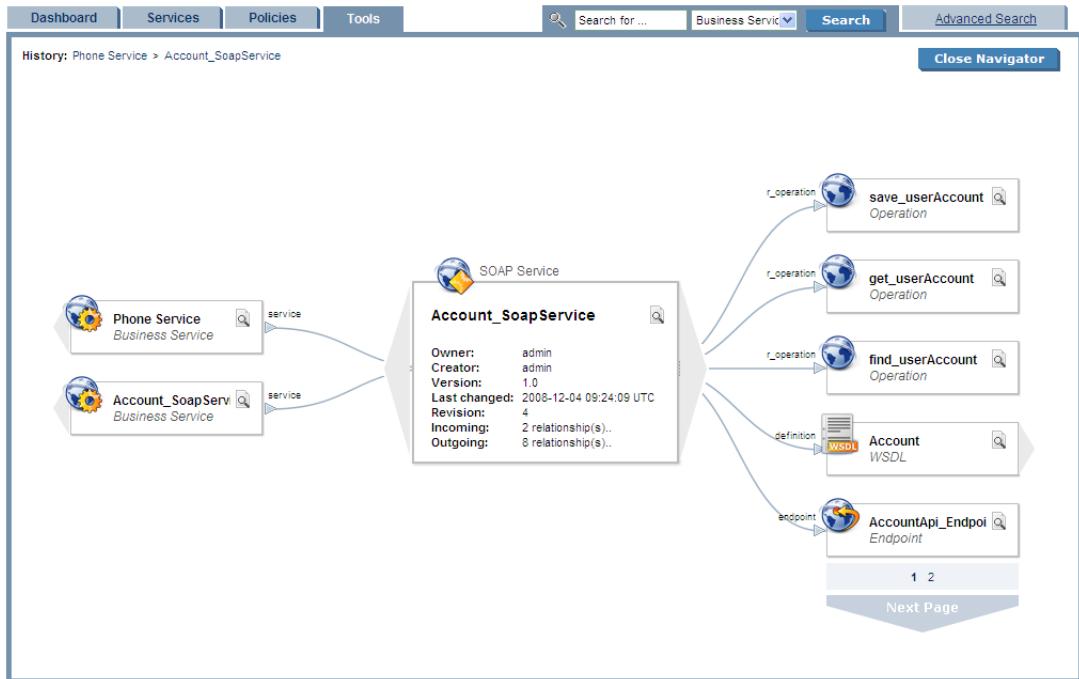 Dashboard
Services
Policies
Tools
Search for ...
Business Servic
Search
Advanced Search
History: Phone Service > Account_SoapService
Close Navigator
Phone Service
Business Service
service
Account_SoapServi
Business Service
service
SOAP Service
Account_SoapService
Owner: admin
Creator: admin
Version: 1.0
Last changed: 2008-12-04 09:24:09 UTC
Revision: 4
Incoming: 2 relationship(s)..
Outgoing: 8 relationship(s)..
r_operation
save_userAccount
Operation
r_operation
get_userAccount
Operation
r_operation
find_userAccount
Operation
definition
WSDL
Account
WSDL
endpoint
AccountApi_Endpoi
Endpoint
1 2
Next Page